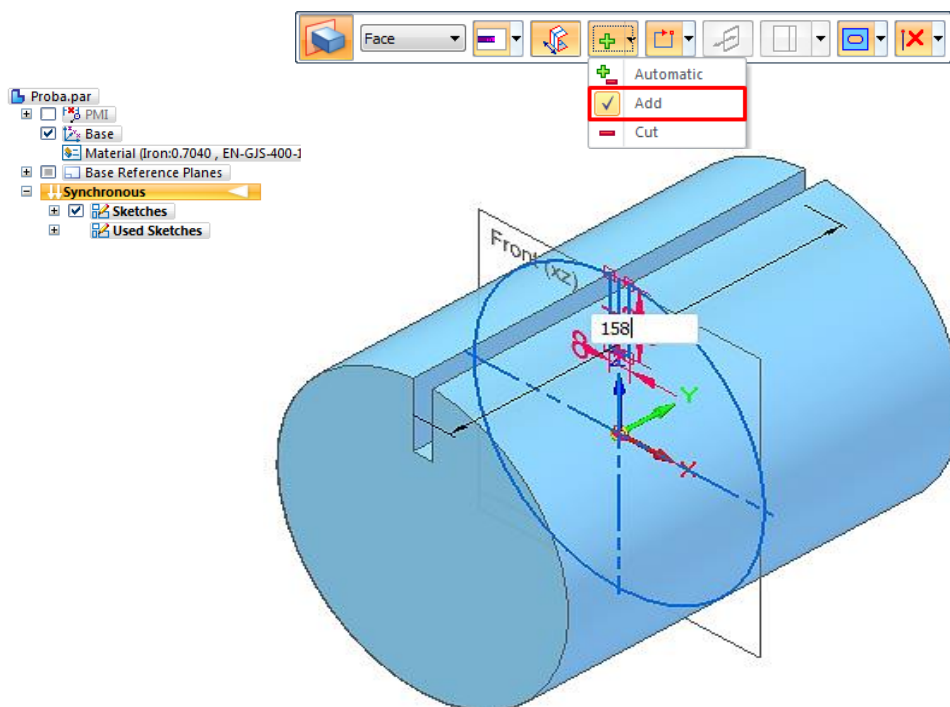 Face
Automatic
Add
Cut
Proba.par
PMI
Base
Material (Iron:0.7040 , EN-GJS-400-1
Base Reference Planes
Synchronous
Sketches
Used Sketches
Front (xz)
158
8
Y
X